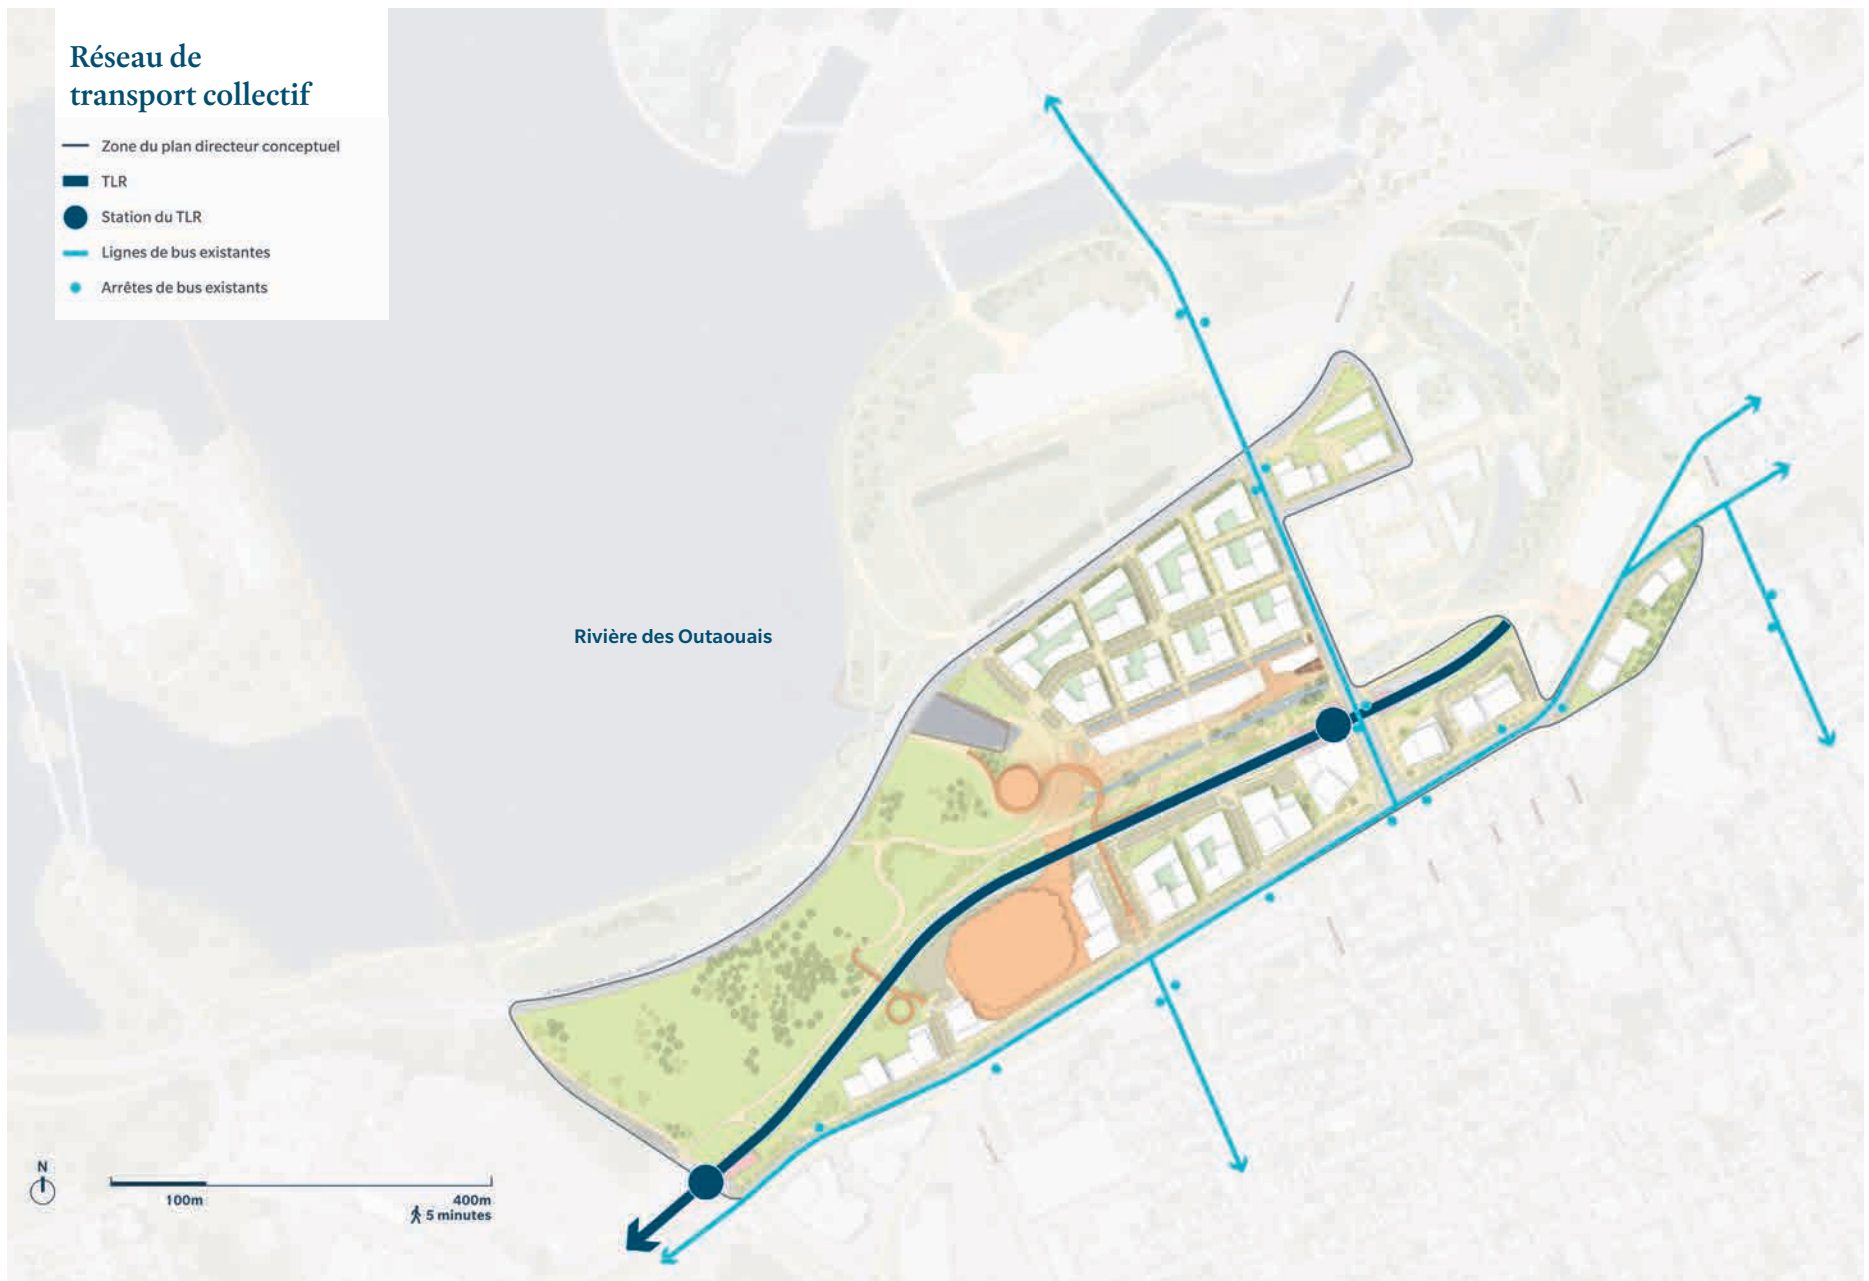 Réseau de
transport collectif
Zone du plan directeur conceptuel
TLR
Station du TLR
Lignes de bus existantes
Arrêtes de bus existants
Rivière des Outaouais
N
100m
400m
5 minutes